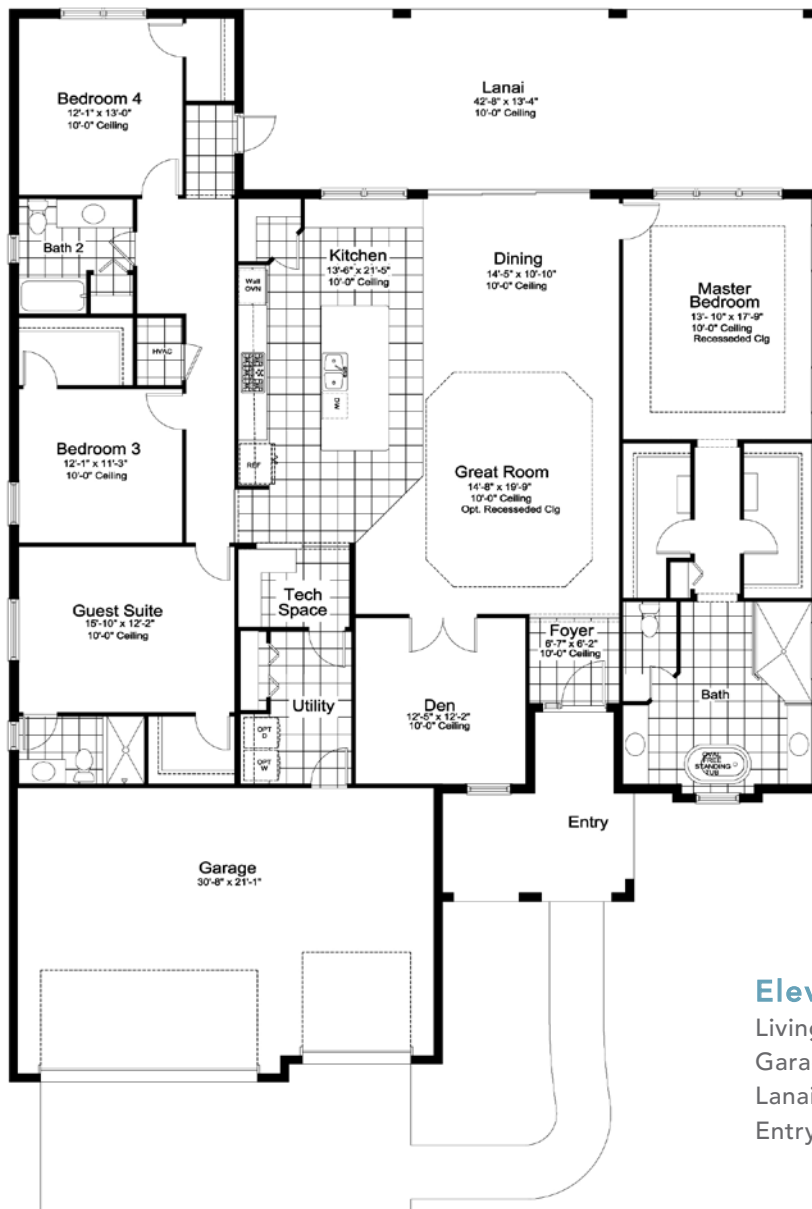 Bedroom 4
12'-1" x 13'-0"
10'-0" Ceiling
Lanai
42'-8" x 13'-4"
10'-0" Ceiling
Bath 2
Kitchen
13'-6" x 21'-5"
10'-0" Ceiling
Dining
14'-5" x 10'-10"
10'-0" Ceiling
Master
Bedroom
13'- 10" x 17'-9"
10'-0" Ceiling
Recesseded Clg
Wall
OVN
HVAC
DW
REF
Bedroom 3
12'-1" x 11'-3"
10'-0" Ceiling
Great Room
14'-8" x 19'-9"
10'-0" Ceiling
Opt. Recesseded Clg
Guest Suite
15'-10" x 12'-2"
10'-0" Ceiling
Tech
Space
Foyer
6'-7" x 6'-2"
10'-0" Ceiling
Utility
Den
12'-5" x 12'-2"
10'-0" Ceiling
Bath
OPT
D
OPT
W
OVAL
FREE
STANDING
TUB
Entry
Garage
30'-8" x 21'-1"
Elev
Living
Gara
Lanai
Entry